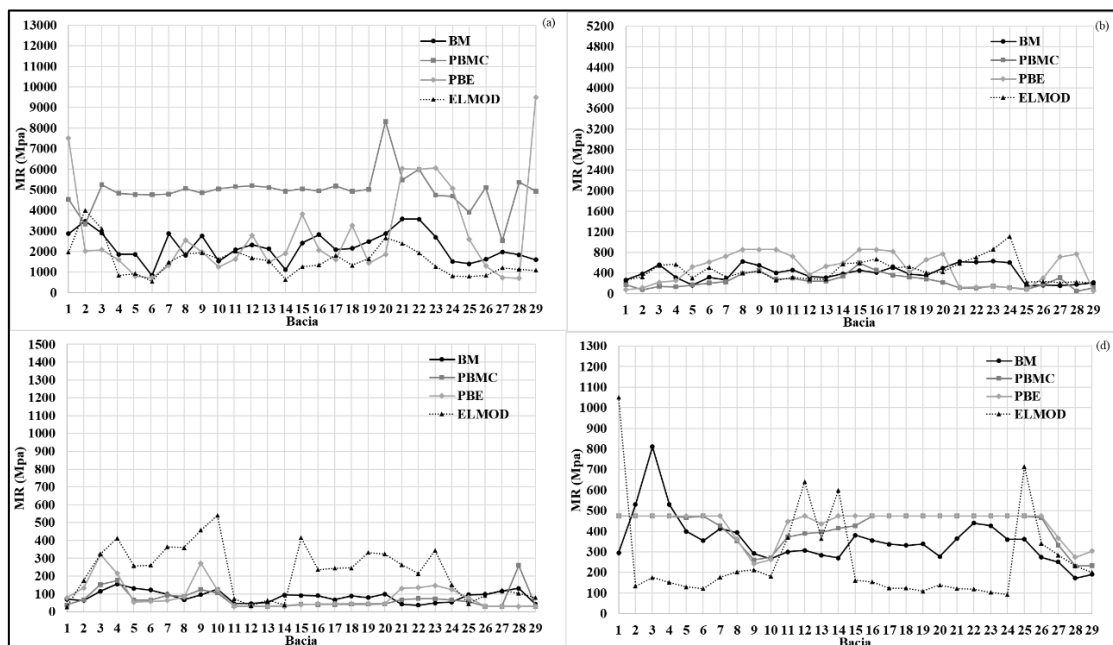 (a)
MR (Mpa)
13000
12000
11000
10000
9000
8000
7000
6000
5000
4000
3000
2000
1000
0
BM
PBMC
PBE
ELMOD
1 2 3 4 5 6 7 8 9 10 11 12 13 14 15 16 17 18 19 20 21 22 23 24 25 26 27 28 29
Bacia
(b)
MR (Mpa)
5200
4800
4400
4000
3600
3200
2800
2400
2000
1600
1200
800
400
0
BM
PBMC
PBE
ELMOD
1 2 3 4 5 6 7 8 9 10 11 12 13 14 15 16 17 18 19 20 21 22 23 24 25 26 27 28 29
Bacia
MR (Mpa)
1500
1400
1300
1200
1100
1000
900
800
700
600
500
400
300
200
100
0
BM
PBMC
PBE
ELMOD
1 2 3 4 5 6 7 8 9 10 11 12 13 14 15 16 17 18 19 20 21 22 23 24 25 26 27 28 29
Bacia
(d)
MR (Mpa)
1300
1200
1100
1000
900
800
700
600
500
400
300
200
100
0
BM
PBMC
PBE
ELMOD
1 2 3 4 5 6 7 8 9 10 11 12 13 14 15 16 17 18 19 20 21 22 23 24 25 26 27 28 29
Bacia